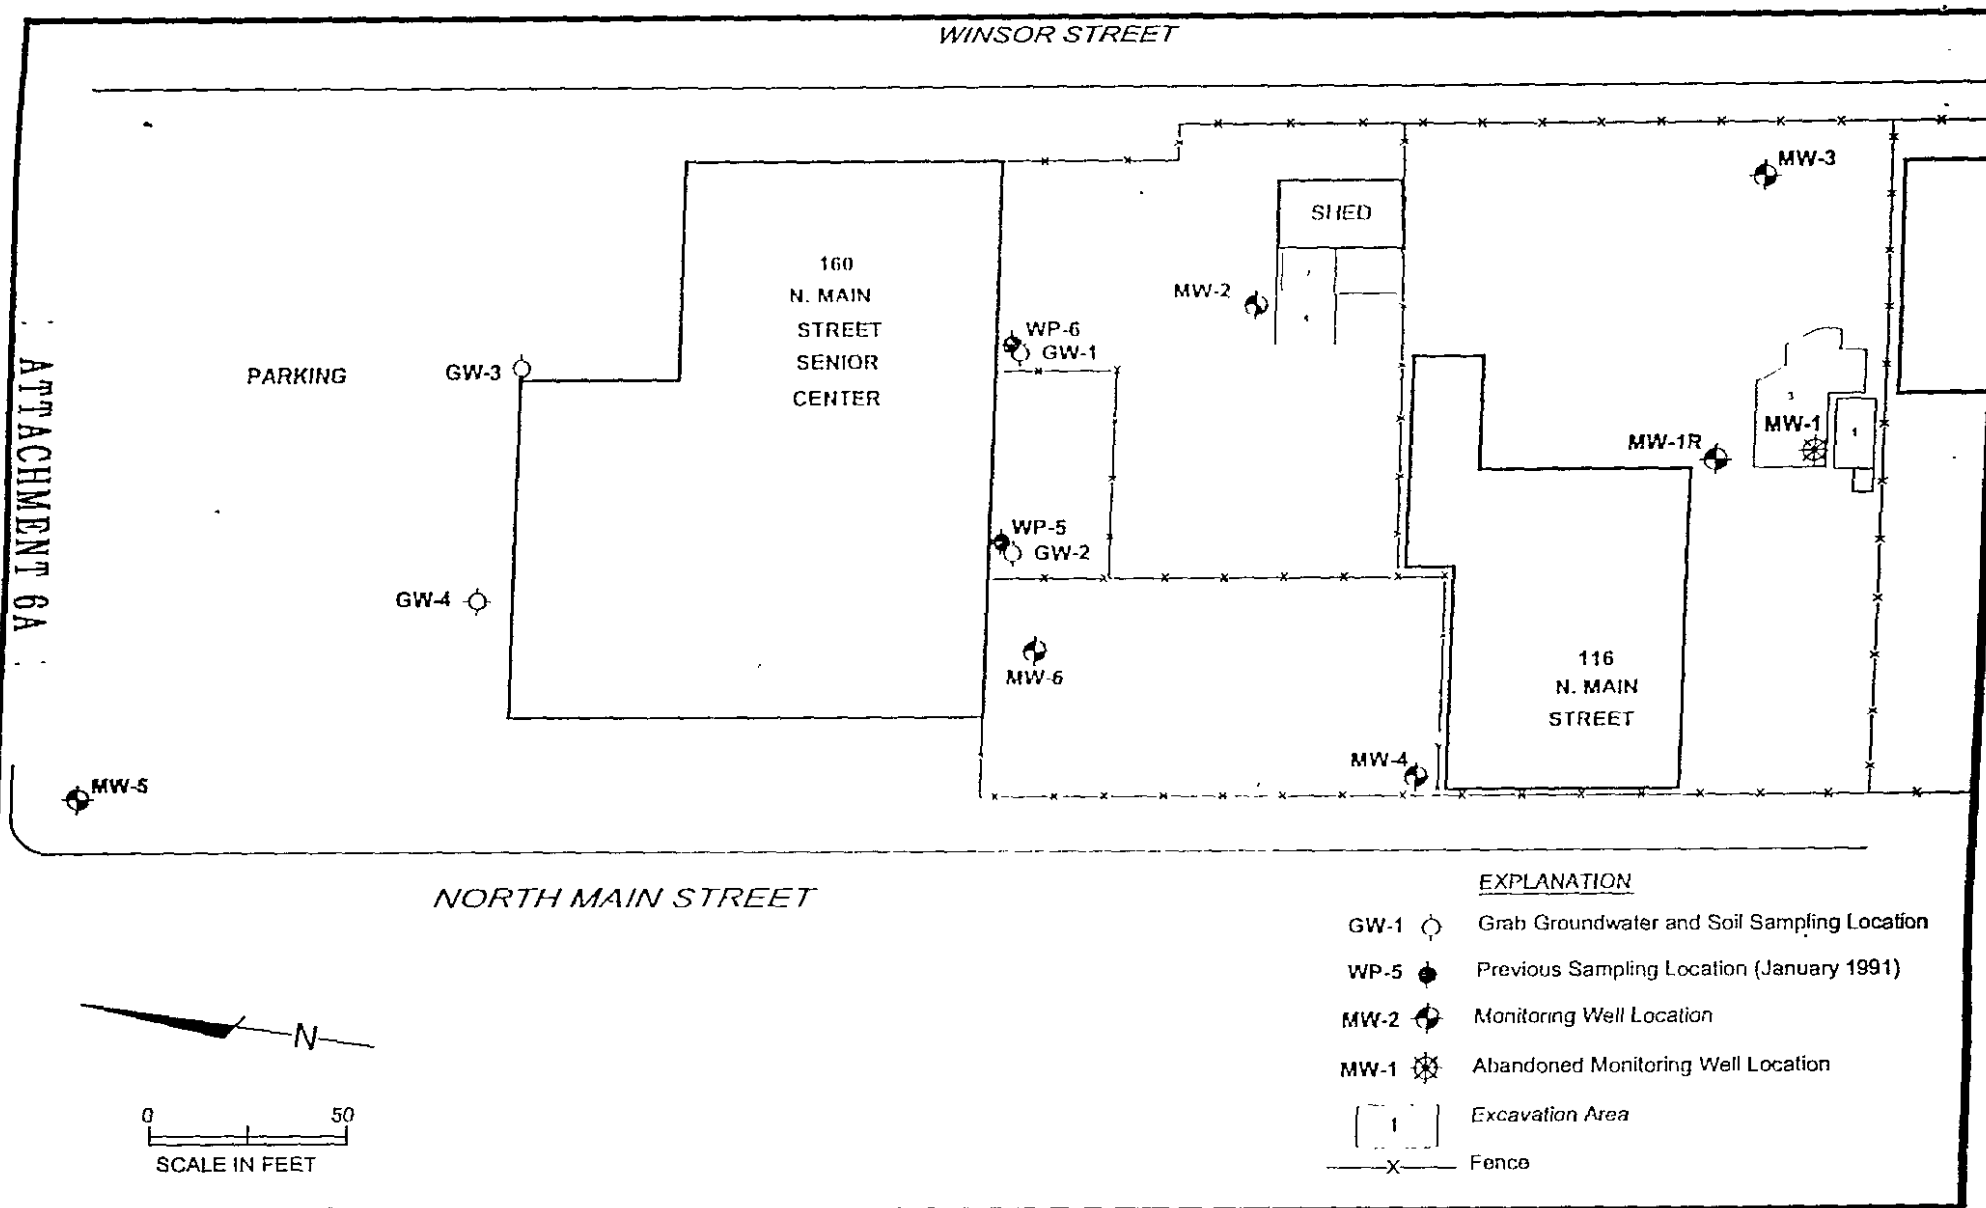 WINSOR STREET
MW-3
SHED
160
N. MAIN
STREET
SENIOR
CENTER
MW-2
WP-6
GW-1
PARKING
GW-3
ATTACHMENT 6A
3
MW-1
1
MW-1R
WP-5
GW-2
GW-4
MW-6
116
N. MAIN
STREET
MW-4
MW-5
NORTH MAIN STREET
EXPLANATION
GW-1 Grab Groundwater and Soil Sampling Location
WP-5 Previous Sampling Location (January 1991)
MW-2 Monitoring Well Location
MW-1 Abandoned Monitoring Well Location
1 Excavation Area
X Fence
N
0 50
SCALE IN FEET